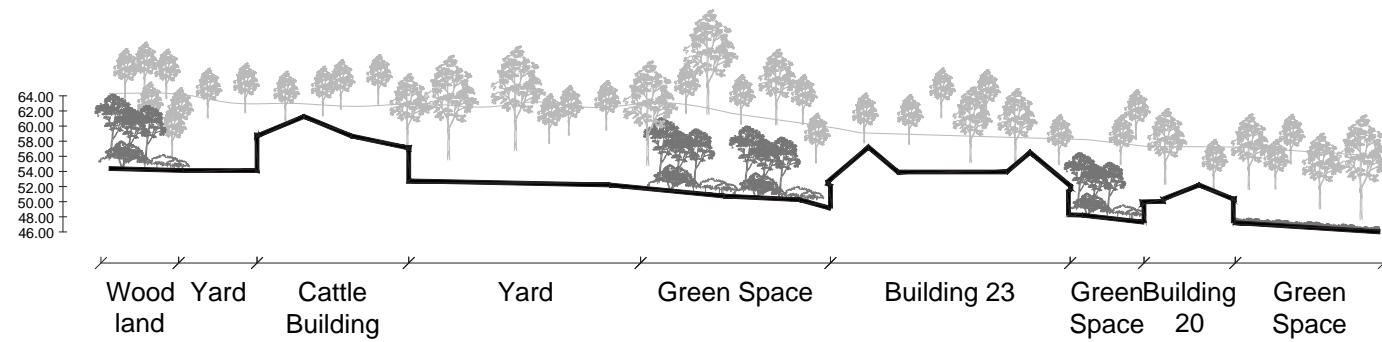 64.00
62.00
60.00
58.00
56.00
54.00
52.00
50.00
48.00
46.00
Wood
land
Yard
Cattle
Building
Yard
Green Space
Building 23
Green
Space
Building
20
Green
Space